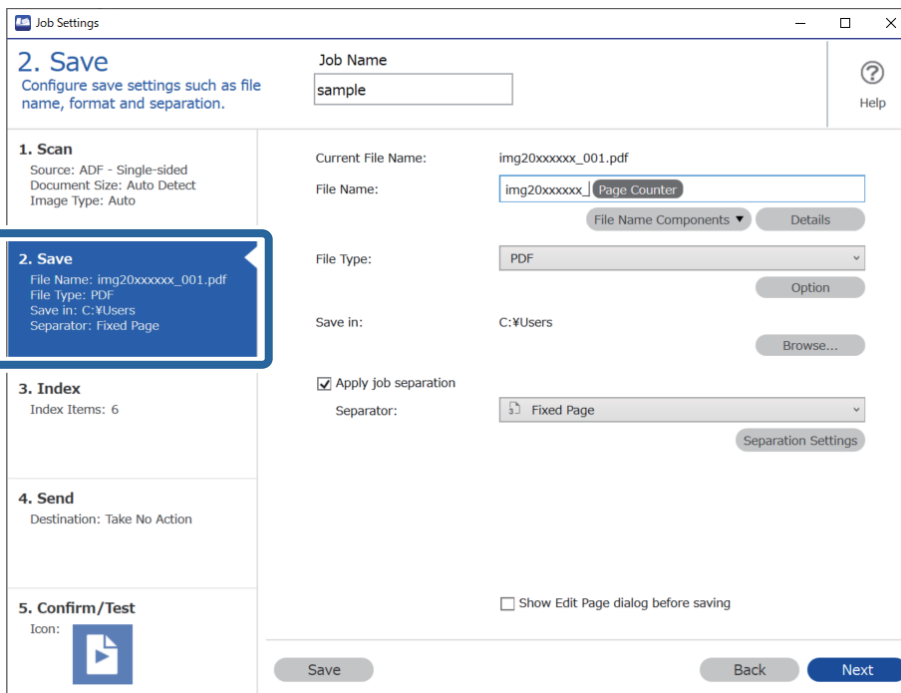 Job Settings
2. Save
Configure save settings such as file
name, format and separation.
Job Name
sample
Help
1. Scan
Source: ADF - Single-sided
Document Size: Auto Detect
Image Type: Auto
2. Save
File Name: img20xxxxxx_001.pdf
File Type: PDF
Save in: C:¥Users
Separator: Fixed Page
3. Index
Index Items: 6
4. Send
Destination: Take No Action
5. Confirm/Test
Icon:
Current File Name: img20xxxxxx_001.pdf
File Name: img20xxxxxx_ Page Counter
File Name Components ▼ Details
File Type: PDF
Option
Save in: C:¥Users
Browse...
Apply job separation
Separator: Fixed Page
Separation Settings
Show Edit Page dialog before saving
Save Back Next